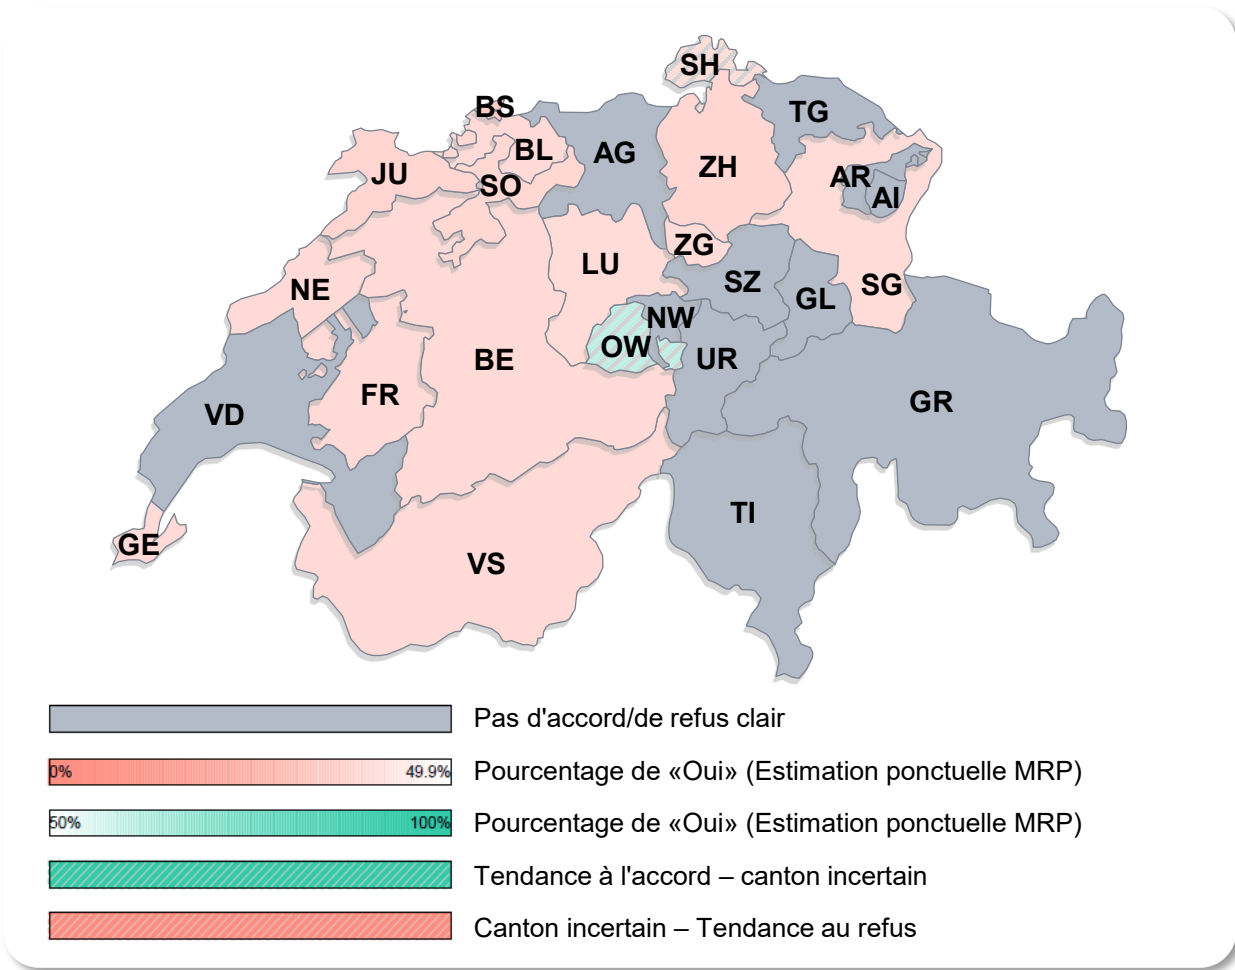 SH
BS
TG
BL
AG
ZH
JU
AR
SO
AI
ZG
LU
SZ
SG
NE
GL
NW
OW
UR
BE
FR
GR
VD
TI
GE
VS
Pas d'accord/de refus clair
0% 49.9% Pourcentage de «Oui» (Estimation ponctuelle MRP)
50% 100% Pourcentage de «Oui» (Estimation ponctuelle MRP)
Tendance à l'accord – canton incertain
Canton incertain – Tendance au refus